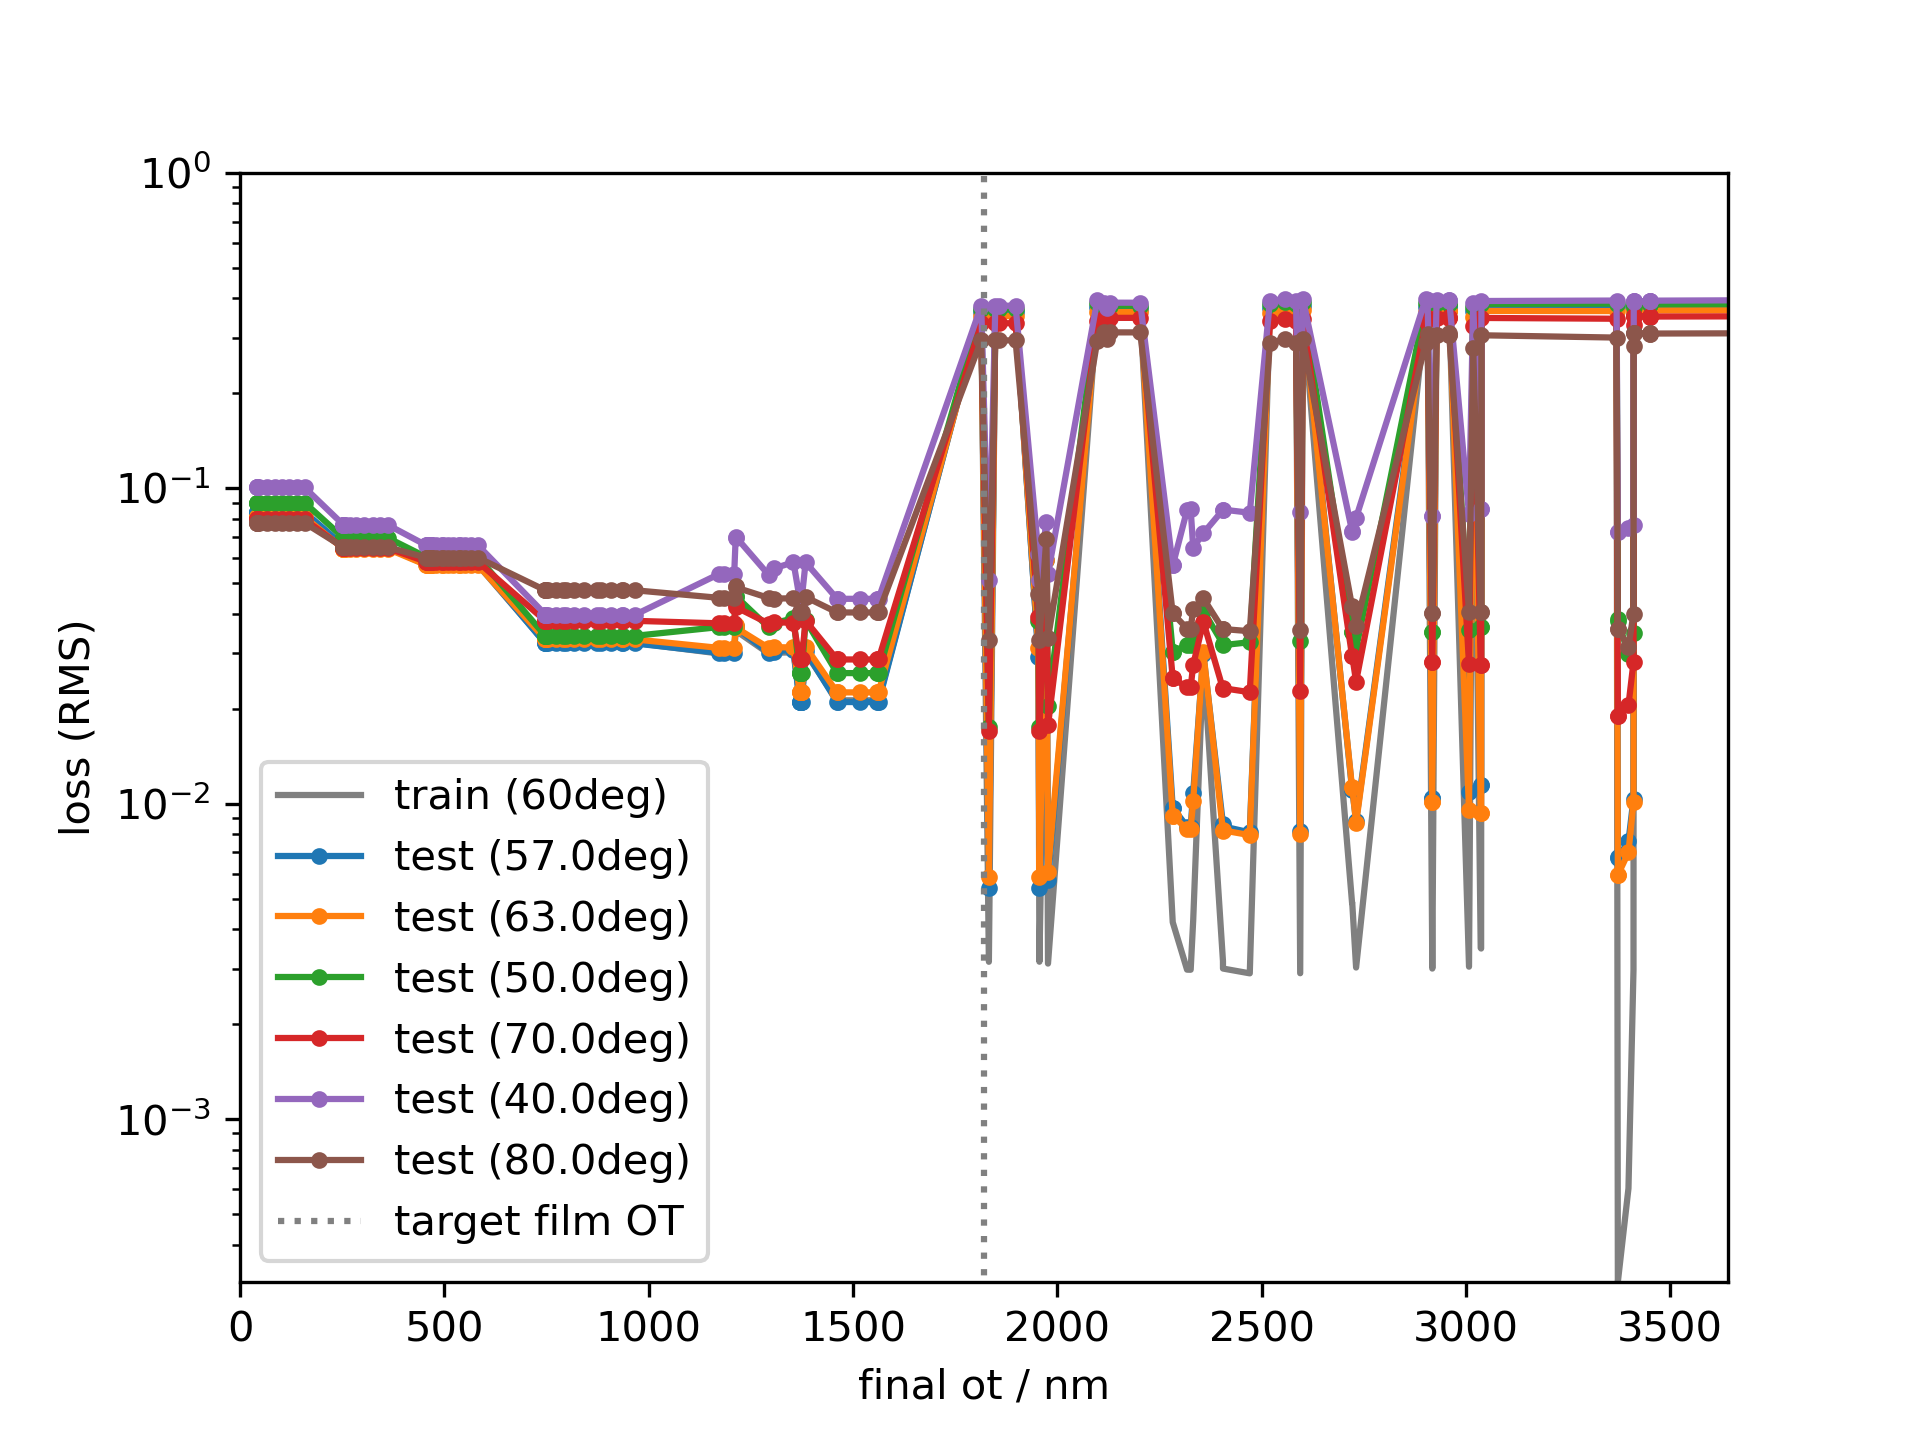 10⁰
10⁻¹
10⁻²
10⁻³
loss (RMS)
train (60deg)
test (57.0deg)
test (63.0deg)
test (50.0deg)
test (70.0deg)
test (40.0deg)
test (80.0deg)
target film OT
0 500 1000 1500 2000 2500 3000 3500
final ot / nm